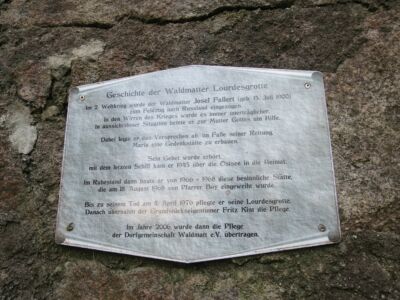 Geschichte der Waldmatter Lourdesgrotte
Im 2. Weltkrieg wurde der Waldmatter Josef Fallert (geb. 13. Juli 1900)
zum Feldzug nach Russland eingezogen.
In den Wirren des Krieges wurde es immer unerträglicher.
In aussichtsloser Situation betete er zur Mutter Gottes um Hilfe.
Dabei legte er das Versprechen ab, im Falle seiner Rettung,
Maria eine Gedenkstätte zu erbauen.
Sein Gebet wurde erhört,
mit dem letzten Schiff kam er 1945 über die Ostsee in die Heimat.
Im Ruhestand dann baute er von 1966 - 1968 diese besinnliche Stätte,
die am 18. August 1968 von Pfarrer Boy eingeweiht wurde.
Bis zu seinem Tod am 8. April 1976 pflegte er seine Lourdesgrotte.
Danach übernahm der Grundstückseigentümer Fritz Kist die Pflege.
Im Jahre 2006 wurde dann die Pflege
der Dorfgemeinschaft Waldmatt e.V. übertragen.